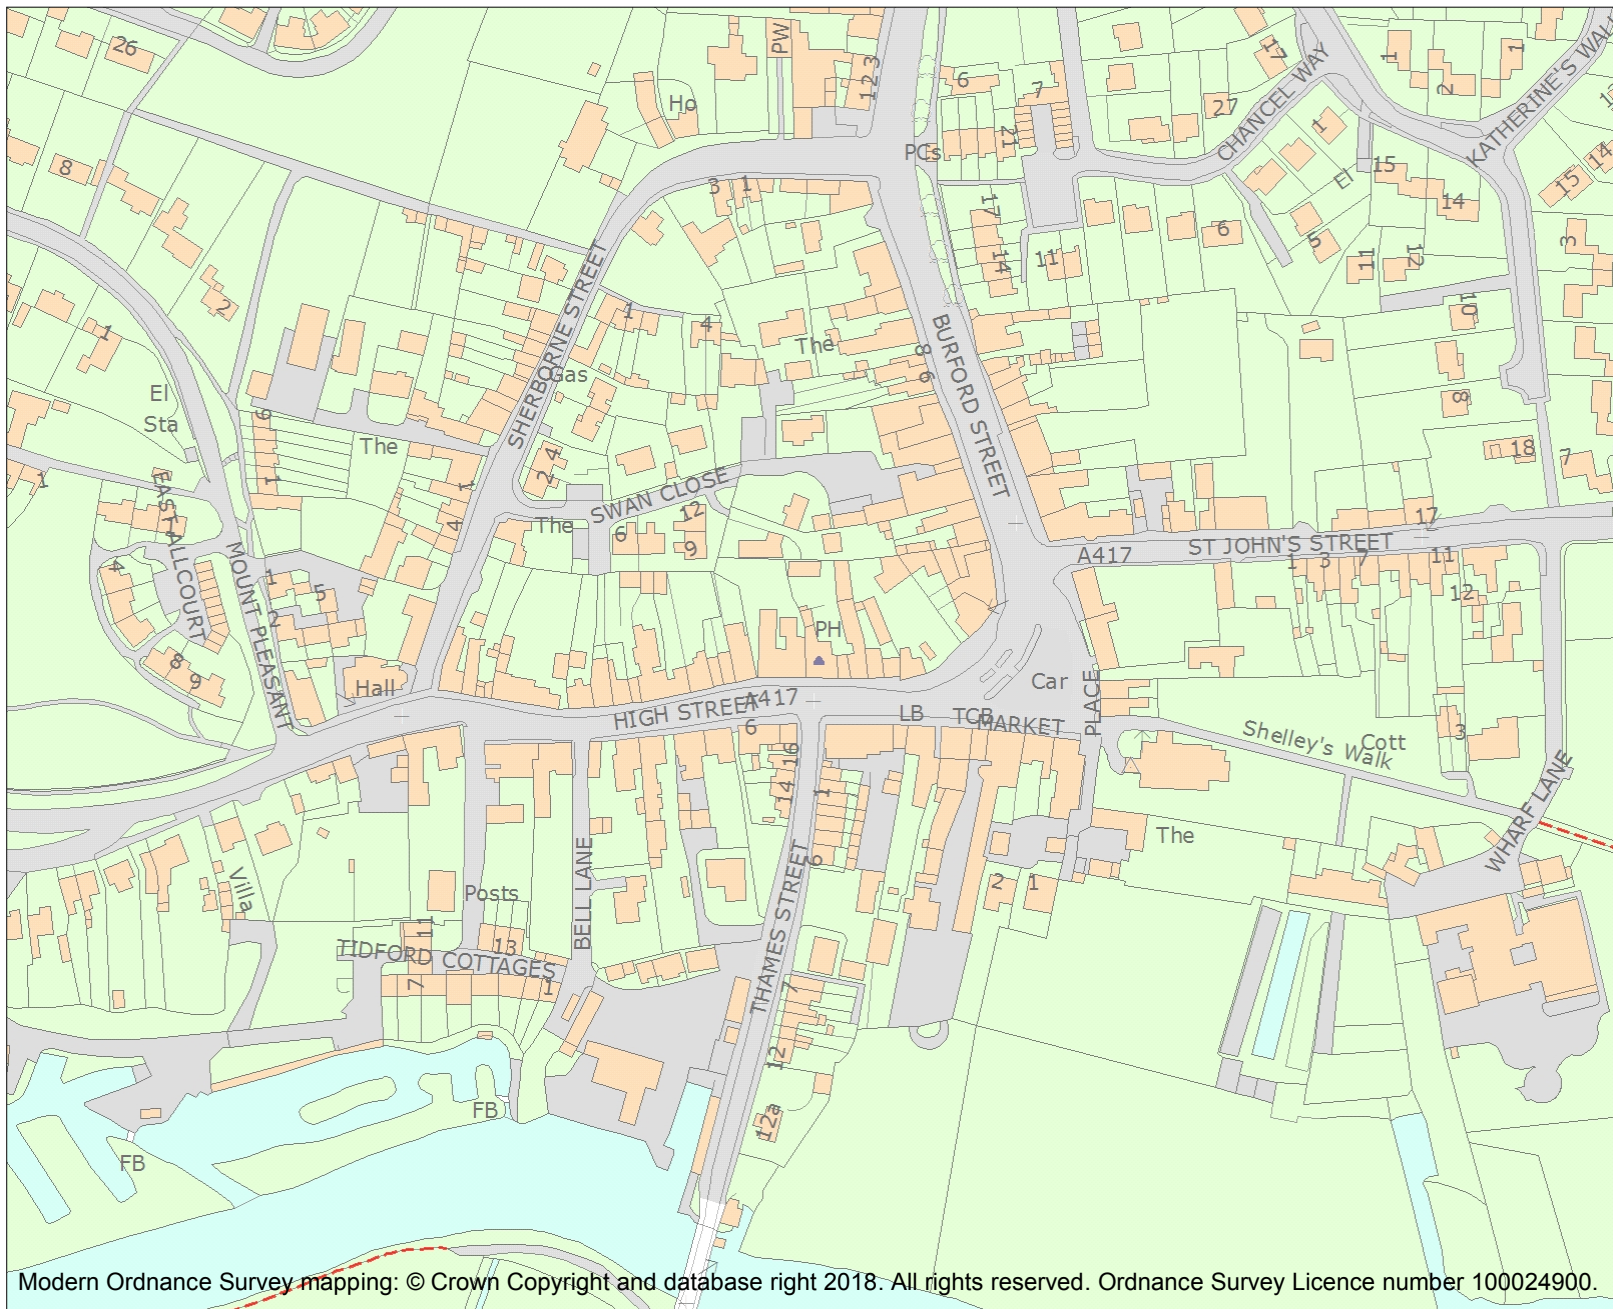 26
PW
3
2
1
Ho
8
6
7
21
PCs
27
17
CHANCEL WAY
1
1
2
1
KATHERINE'S WALK
El
15
14
15
14
3
1
17
14
11
6
5
11
12
10
3
2
1
El
Sta
SHERBORNE STREET
Gas
1
4
The
8
6
BURFORD STREET
8
18
7
6
1
The
1
4
2
4
The
SWAN CLOSE
6
12
9
1
EASTALLCOURT
MOUNT PLEASANT
4
8
9
1
2
5
A417
ST JOHN'S STREET
17
1
3
7
11
12
PH
Hall
HIGH STREET
A417
6
LB
TCB
MARKET
PLACE
Car
Shelley's Walk
Cott
3
WHARF LANE
16
14
1
6
THAMES STREET
The
2
1
Villa
Posts
BELL LANE
11
13
TIDFORD COTTAGES
7
1
7
12
12a
FB
FB
Modern Ordnance Survey mapping: © Crown Copyright and database right 2018. All rights reserved. Ordnance Survey Licence number 100024900.